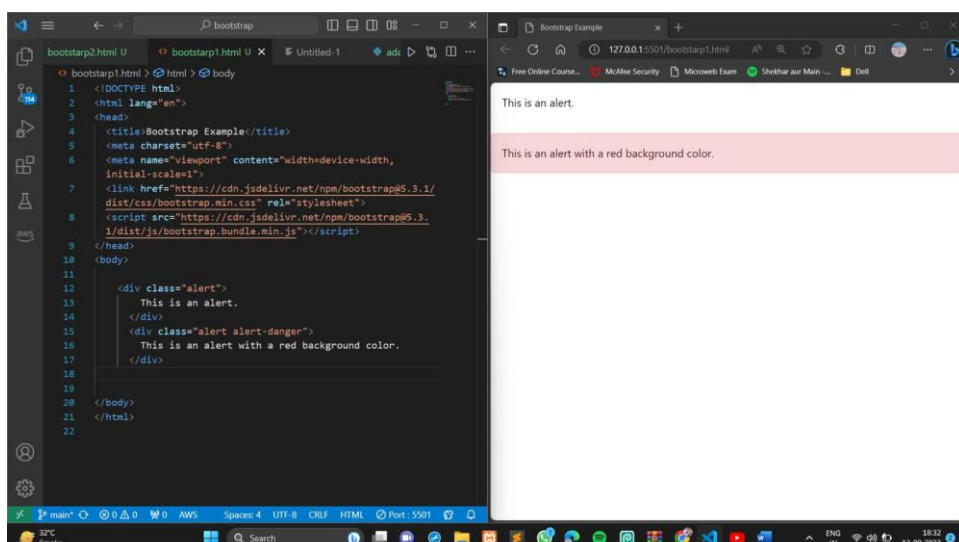 bootstrap
bootstarp2.html U
bootstarp1.html U
Untitled-1
bootstarp1.html > html > body
1 <!DOCTYPE html>
2 <html lang="en">
3 <head>
4 <title>Bootstrap Example</title>
5 <meta charset="utf-8">
6 <meta name="viewport" content="width=device-width,
initial-scale=1">
7 <link href="https://cdn.jsdelivr.net/npm/bootstrap@5.3.1/
dist/css/bootstrap.min.css" rel="stylesheet">
8 <script src="https://cdn.jsdelivr.net/npm/bootstrap@5.3.
1/dist/js/bootstrap.bundle.min.js"></script>
9 </head>
10 <body>
11
12 <div class="alert">
13 This is an alert.
14 </div>
15 <div class="alert alert-danger">
16 This is an alert with a red background color.
17 </div>
18
19
20 </body>
21 </html>
22
114
aws
main* 0 0 0 AWS Spaces: 4 UTF-8 CRLF HTML Port : 5501
Bootstrap Example
127.0.0.1:5501/bootstarp1.html
Free Online Course... McAfee Security Microweb Exam Shekhar aur Main -... Dell
This is an alert.
This is an alert with a red background color.
32°C
Smoke
Search
ENG
IN
18:32